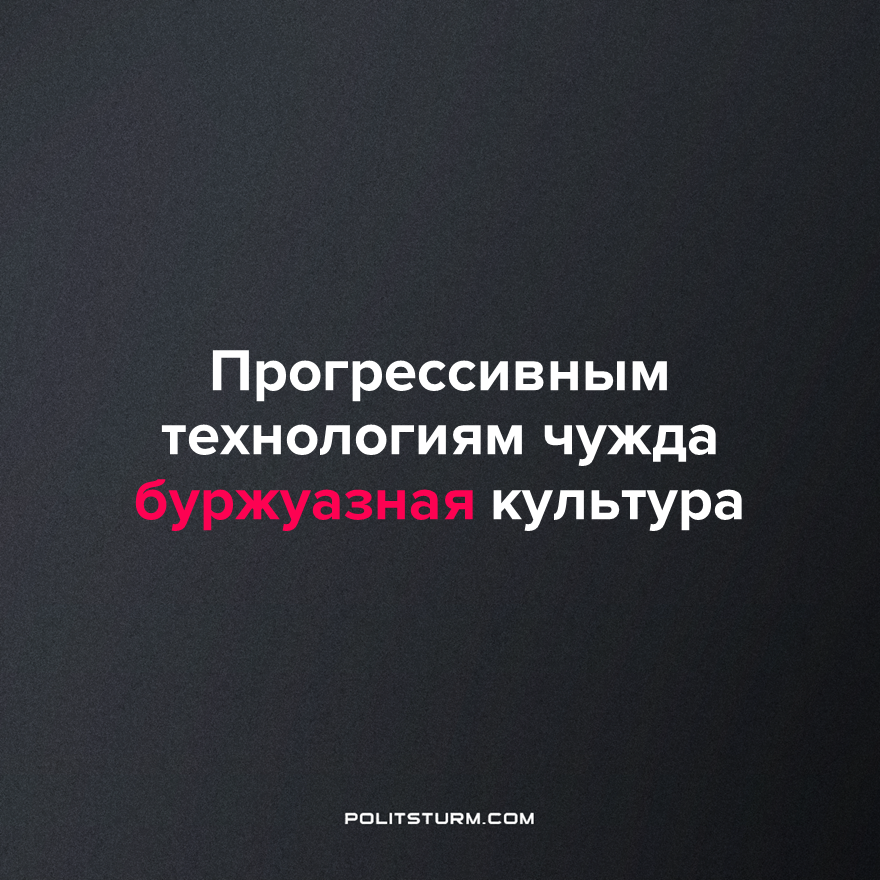 Прогрессивным
технологиям чужда
буржуазная культура
POLITSTURM.COM